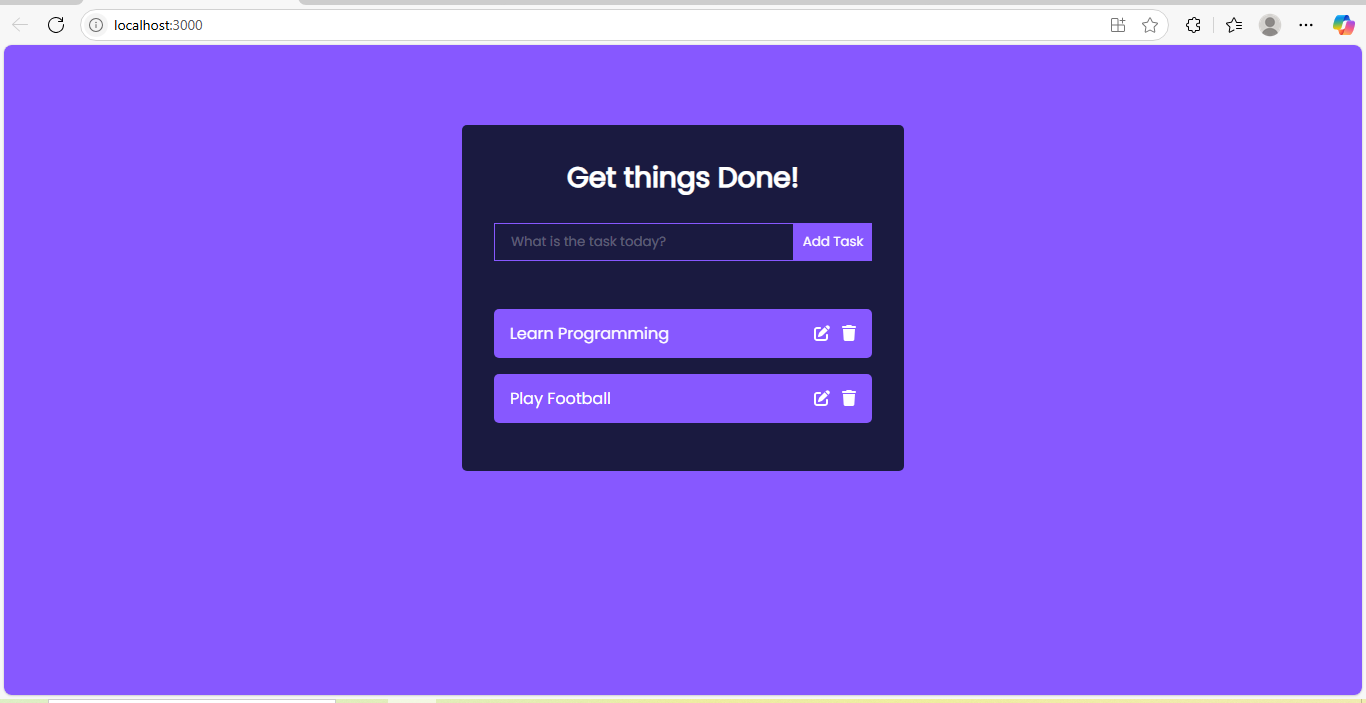 localhost:3000
Get things Done!
What is the task today?
Add Task
Learn Programming
Play Football